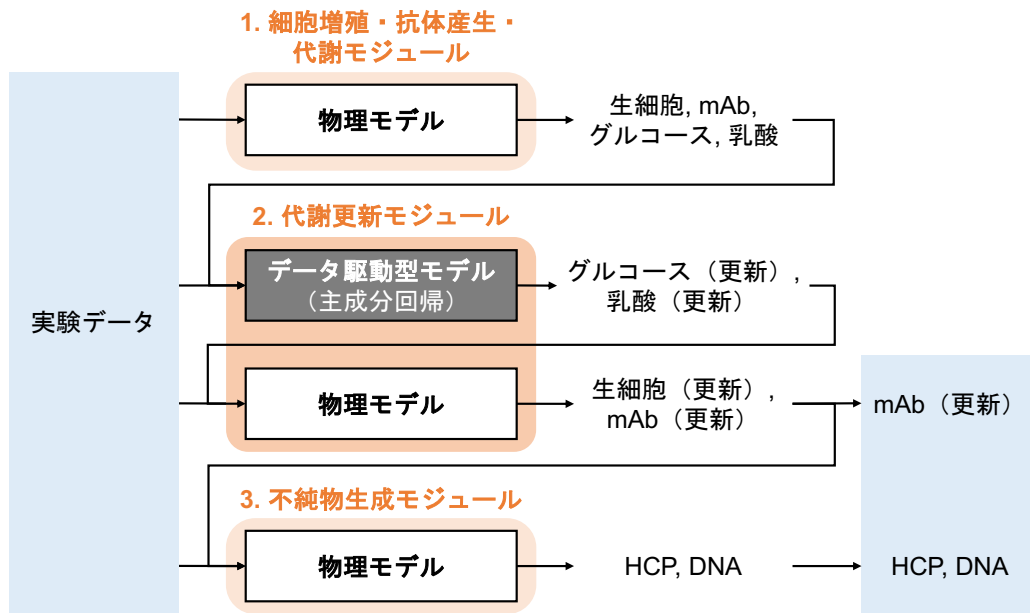 1. 細胞増殖・抗体産生・
代謝モジュール
物理モデル
生細胞, mAb,
グルコース, 乳酸
2. 代謝更新モジュール
データ駆動型モデル
（主成分回帰）
グルコース（更新）,
乳酸（更新）
実験データ
物理モデル
生細胞（更新）,
mAb（更新）
mAb（更新）
3. 不純物生成モジュール
物理モデル
HCP, DNA
HCP, DNA